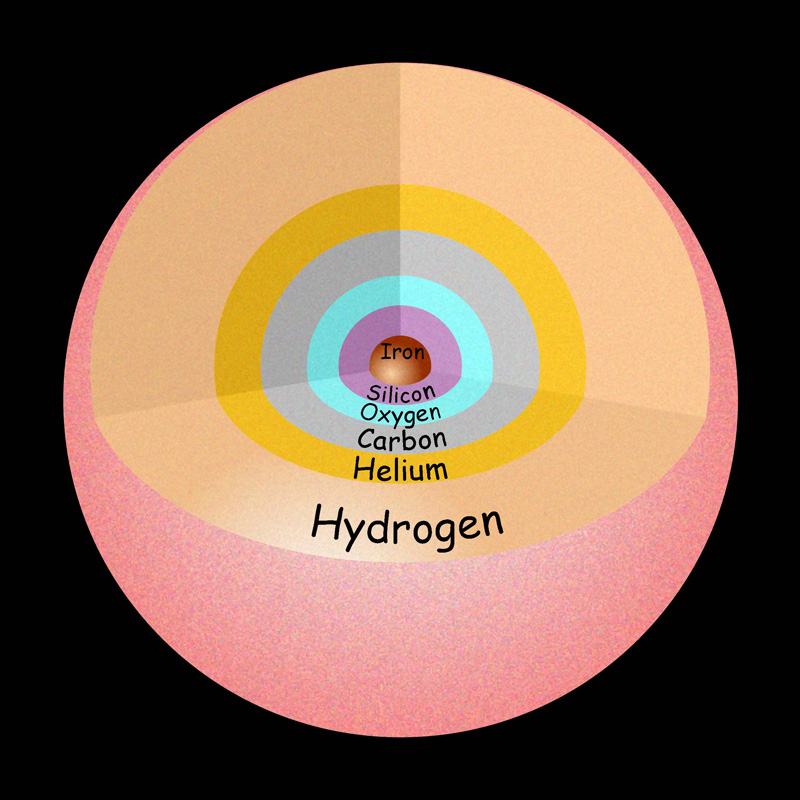 Iron
Silicon
Oxygen
Carbon
Helium
Hydrogen